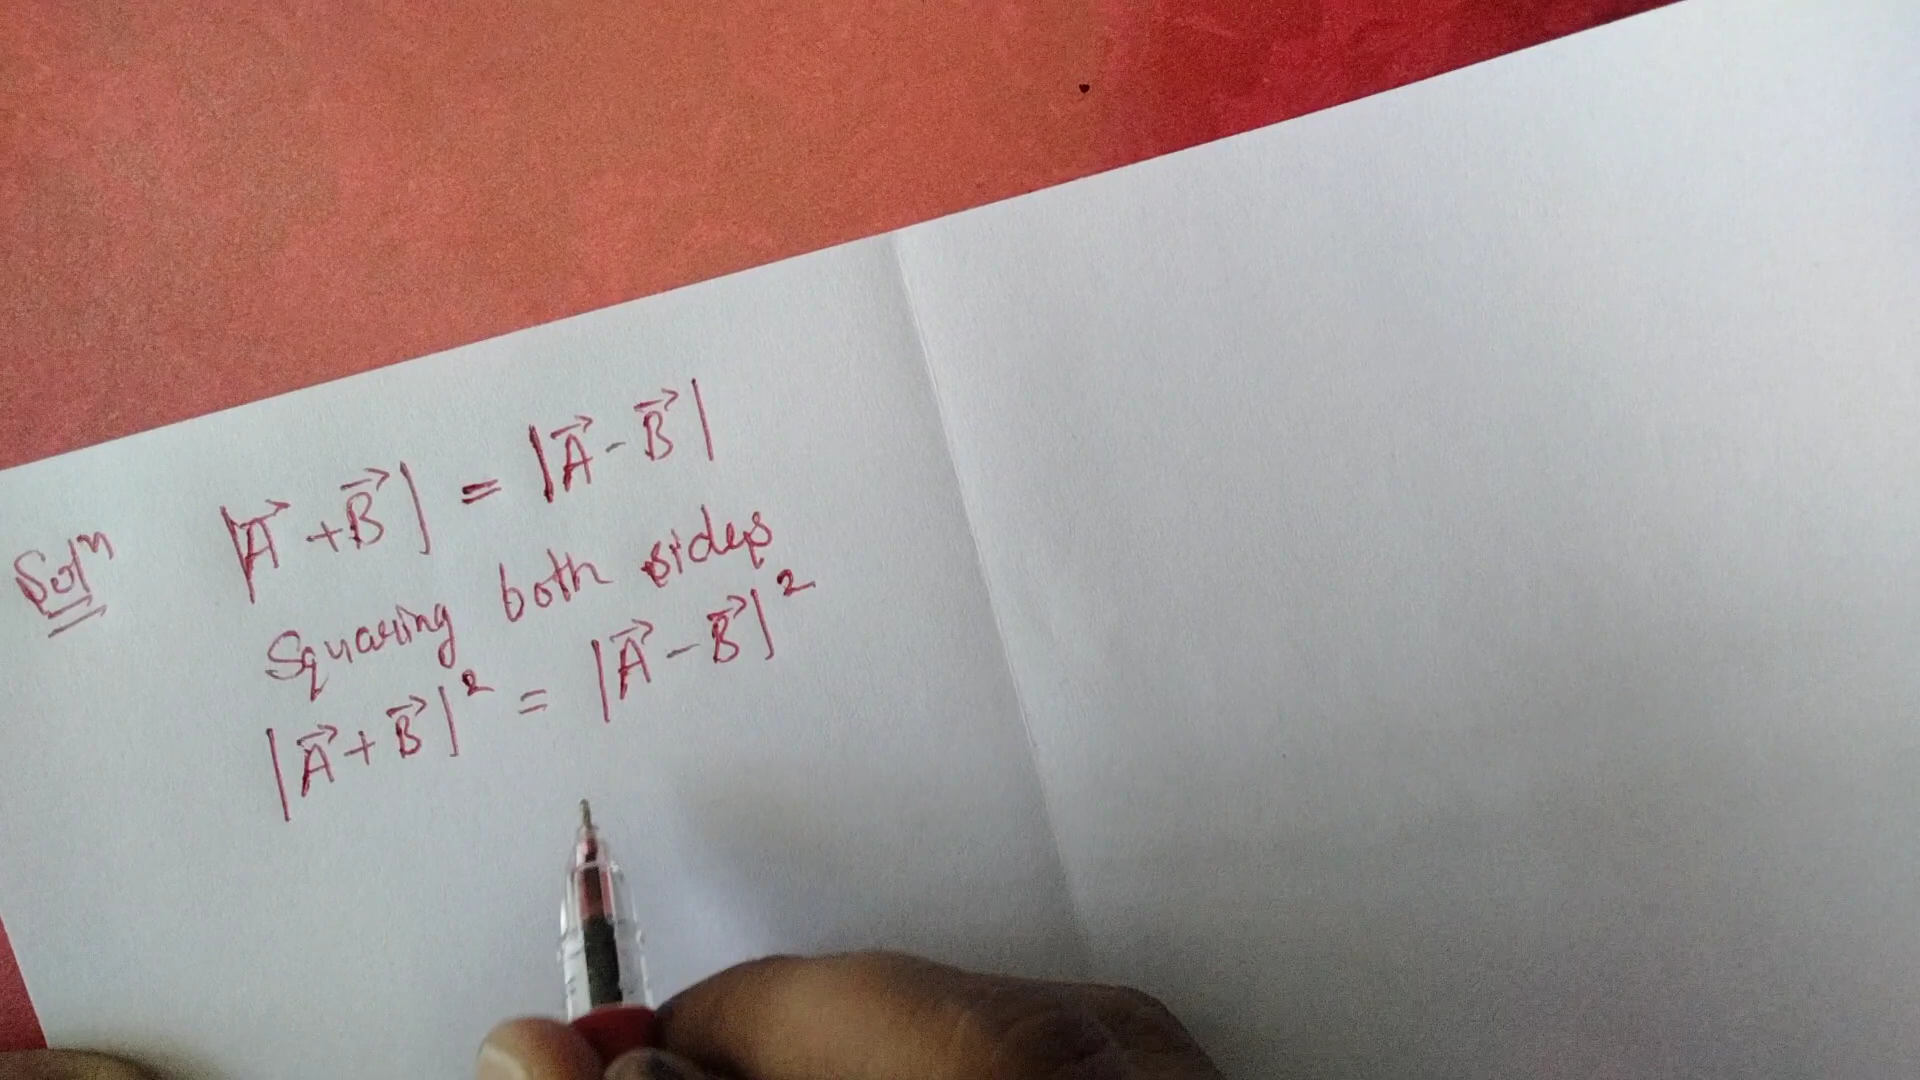 Solⁿ |A⃗ + B⃗| = |A⃗ - B⃗|
Squaring both sides
|A⃗ + B⃗|² = |A⃗ - B⃗|²